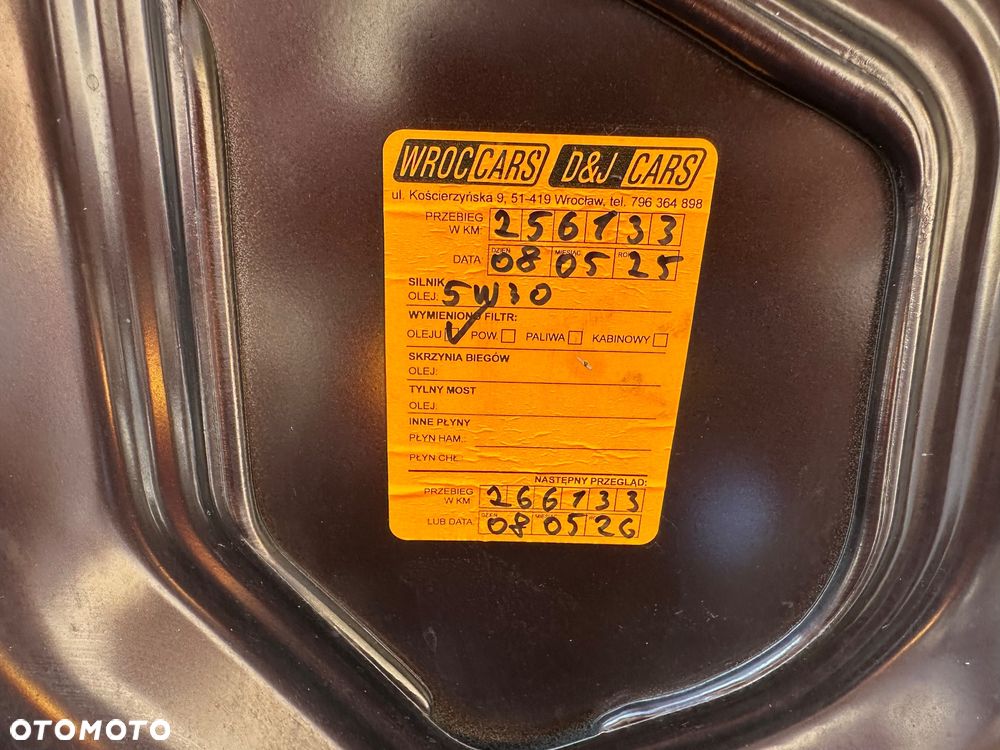 WROCCARS D&J CARS
ul. Kościerzyńska 9, 51-419 Wrocław, tel. 796 364 898
PRZEBIEG W KM: 256133
DZIEŃ MIESIĄC ROK
DATA 08 05 25
SILNIK
OLEJ: 5W30
WYMIENIONO FILTR:
OLEJU POW PALIWA KABINOWY
SKRZYNIA BIEGÓW
OLEJ:
TYLNY MOST
OLEJ:
INNE PŁYNY
PŁYN HAM.:
PŁYN CHŁ.:
NASTĘPNY PRZEGLĄD:
PRZEBIEG W KM: 266133
LUB DATA: 08 05 26
OTOMOTO